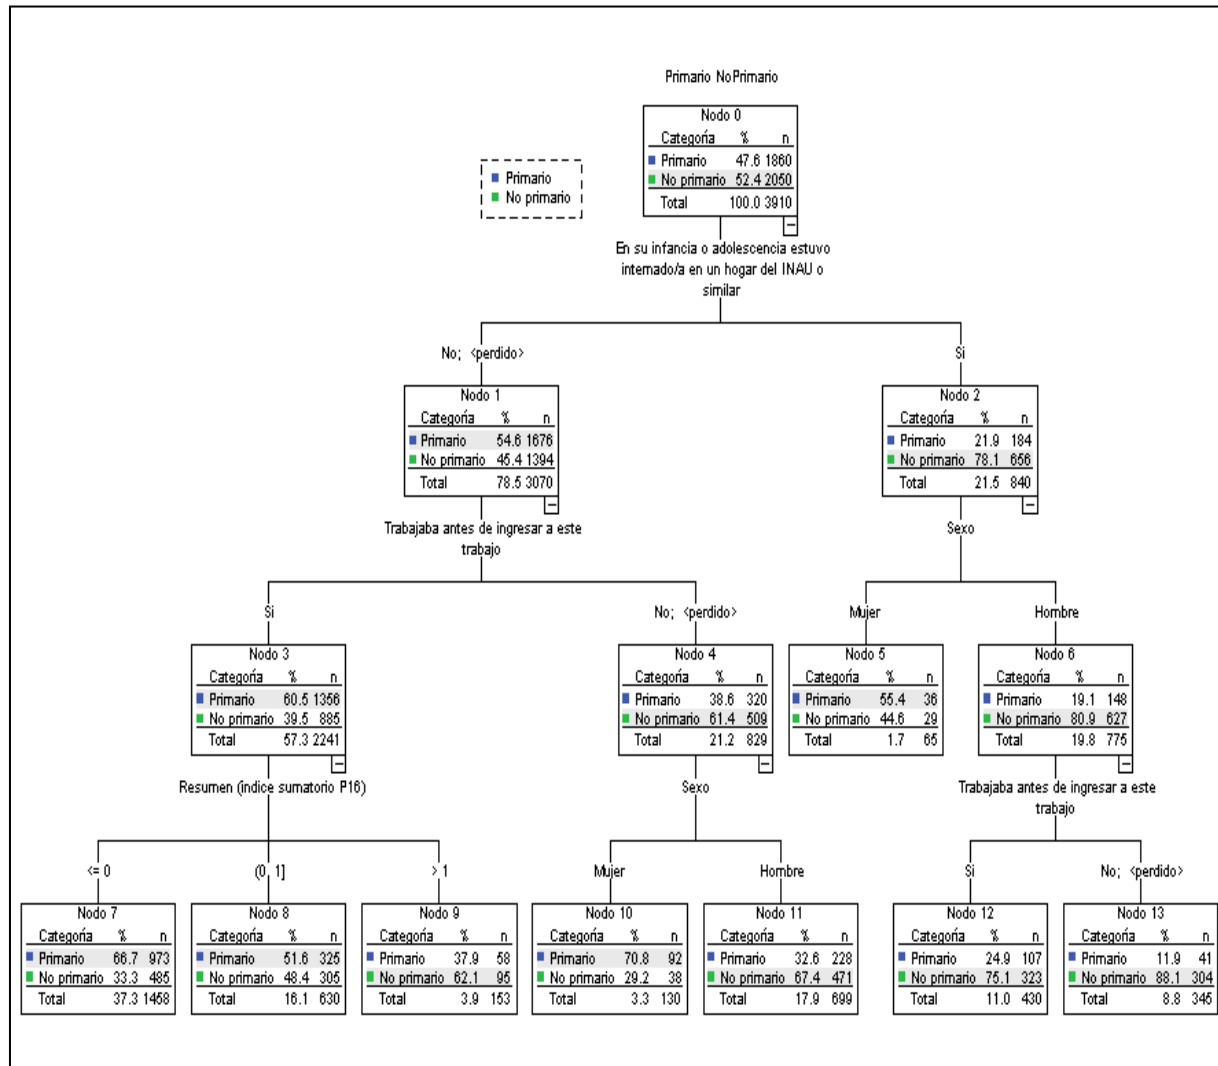 Primario NoPrimario
Nodo 0
Categoría % n
Primario 47.6 1860
No primario 52.4 2050
Total 100.0 3910
Primario
No primario
En su infancia o adolescencia estuvo
internado/a en un hogar del INAU o
similar
No; <perdido>
Si
Nodo 1
Categoría % n
Primario 54.6 1676
No primario 45.4 1394
Total 78.5 3070
Nodo 2
Categoría % n
Primario 21.9 184
No primario 78.1 656
Total 21.5 840
Trabajaba antes de ingresar a este
trabajo
Sexo
Si
No; <perdido>
Mujer
Hombre
Nodo 3
Categoría % n
Primario 60.5 1356
No primario 39.5 885
Total 57.3 2241
Nodo 4
Categoría % n
Primario 38.6 320
No primario 61.4 509
Total 21.2 829
Nodo 5
Categoría % n
Primario 55.4 36
No primario 44.6 29
Total 1.7 65
Nodo 6
Categoría % n
Primario 19.1 148
No primario 80.9 627
Total 19.8 775
Resumen (índice sumatorio P16)
Sexo
Trabajaba antes de ingresar a este
trabajo
<= 0
(0, 1]
> 1
Mujer
Hombre
Si
No; <perdido>
Nodo 7
Categoría % n
Primario 66.7 973
No primario 33.3 485
Total 37.3 1458
Nodo 8
Categoría % n
Primario 51.6 325
No primario 48.4 305
Total 16.1 630
Nodo 9
Categoría % n
Primario 37.9 58
No primario 62.1 95
Total 3.9 153
Nodo 10
Categoría % n
Primario 70.8 92
No primario 29.2 38
Total 3.3 130
Nodo 11
Categoría % n
Primario 32.6 228
No primario 67.4 471
Total 17.9 699
Nodo 12
Categoría % n
Primario 24.9 107
No primario 75.1 323
Total 11.0 430
Nodo 13
Categoría % n
Primario 11.9 41
No primario 88.1 304
Total 8.8 345